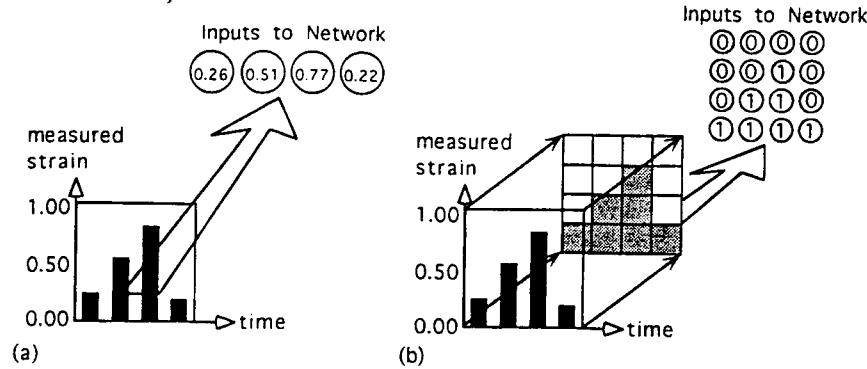 Inputs to Network
0.26 0.51 0.77 0.22
measured
strain
1.00
0.50
0.00
time
(a)
Inputs to Network
0 0 0 0
0 0 1 0
0 1 1 0
1 1 1 1
measured
strain
1.00
0.50
0.00
time
(b)